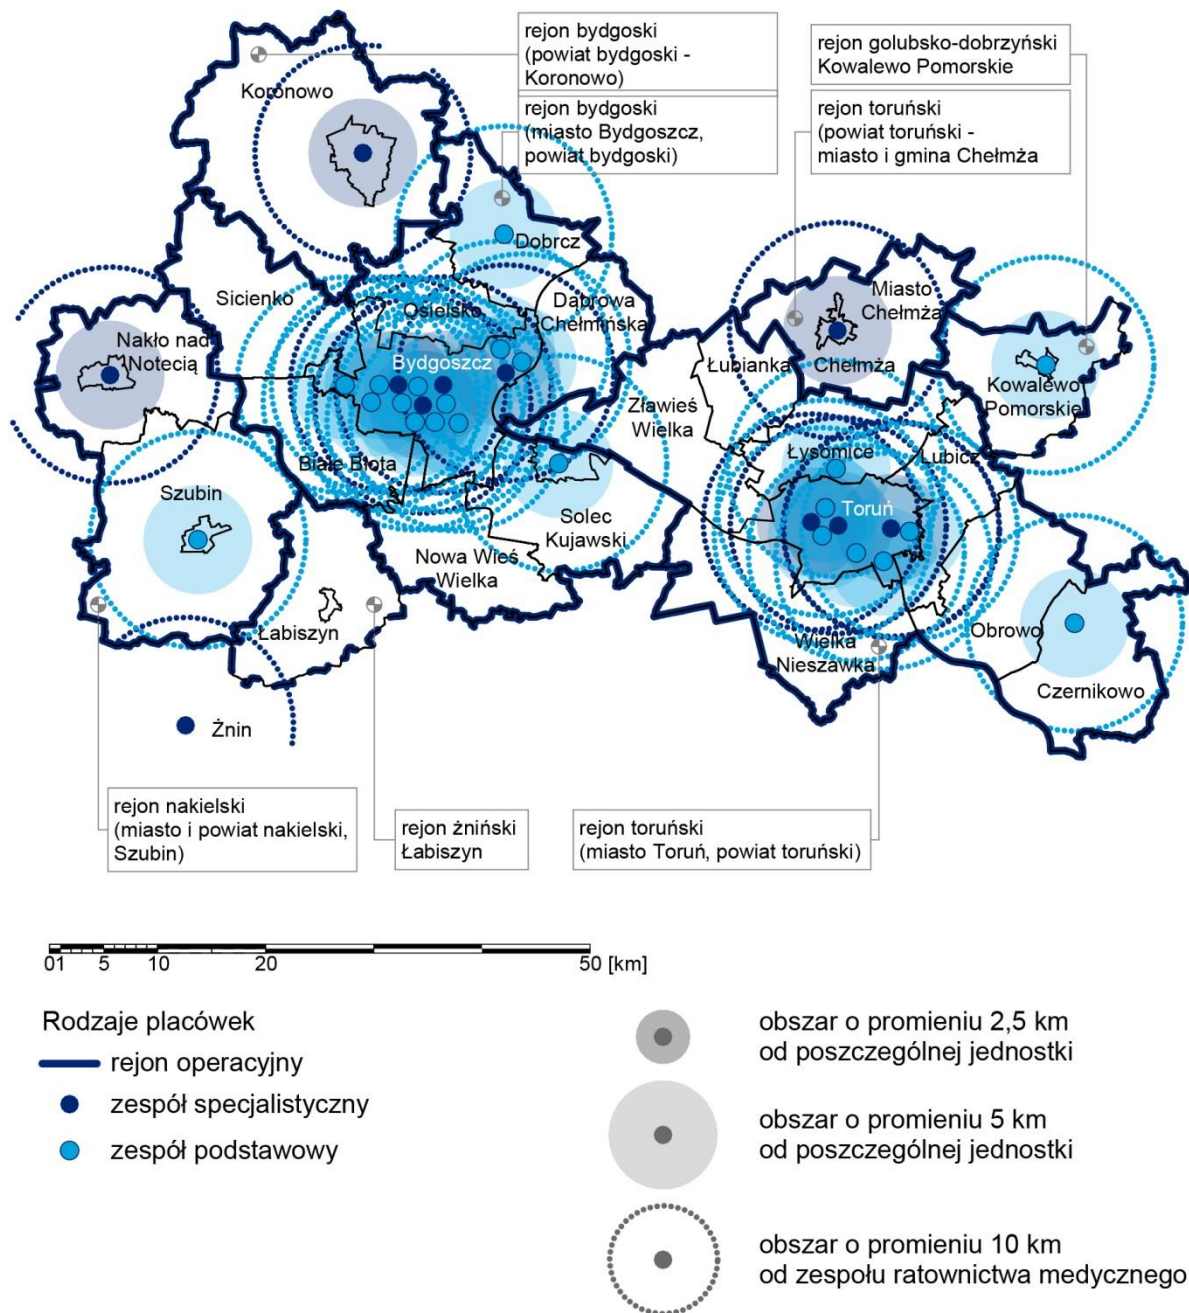 rejon bydgoski
(powiat bydgoski -
Koronowo)
rejon bydgoski
(miasto Bydgoszcz,
powiat bydgoski)
rejon golubsko-dobrzyński
Kowalewo Pomorskie
rejon toruński
(powiat toruński -
miasto i gmina Chełmża
Koronowo
Dobrcz
Sicienko
Osielsko
Dąbrowa
Chełmińska
Miasto
Chełmża
Nakło nad
Notecią
Bydgoszcz
Łubianka
Chełmża
Kowalewo
Pomorskie
Zławieś
Wielka
Białe Błota
Łysomice
Lubicz
Szubin
Toruń
Solec
Kujawski
Nowa Wieś
Wielka
Łabiszyn
Obrowo
Wielka
Nieszawka
Czernikowo
Żnin
rejon nakielski
(miasto i powiat nakielski,
Szubin)
rejon żniński
Łabiszyn
rejon toruński
(miasto Toruń, powiat toruński)
01 5 10 20 50 [km]
Rodzaje placówek
rejon operacyjny
zespół specjalistyczny
zespół podstawowy
obszar o promieniu 2,5 km
od poszczególnej jednostki
obszar o promieniu 5 km
od poszczególnej jednostki
obszar o promieniu 10 km
od zespołu ratownictwa medycznego